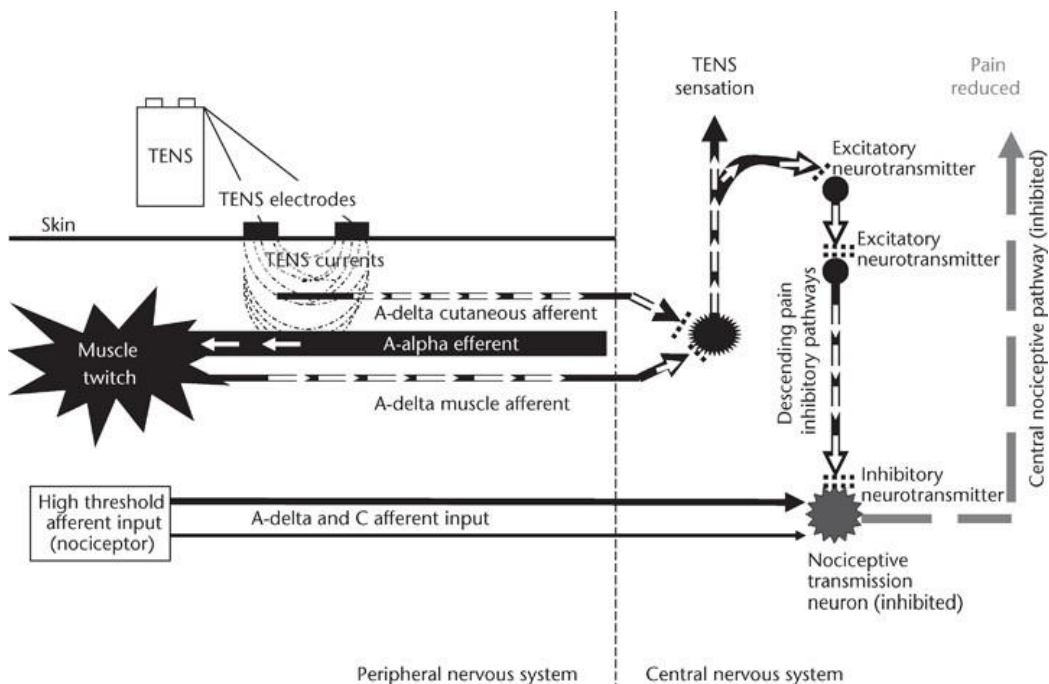 TENS
sensation
Pain
reduced
TENS
Excitatory
neurotransmitter
TENS electrodes
Skin
TENS currents
Excitatory
neurotransmitter
A-delta cutaneous afferent
A-alpha efferent
Muscle
twitch
A-delta muscle afferent
Descending pain
inhibitory pathways
Central nociceptive pathway (inhibited)
Inhibitory
neurotransmitter
High threshold
afferent input
(nociceptor)
A-delta and C afferent input
Nociceptive
transmission
neuron (inhibited)
Peripheral nervous system
Central nervous system